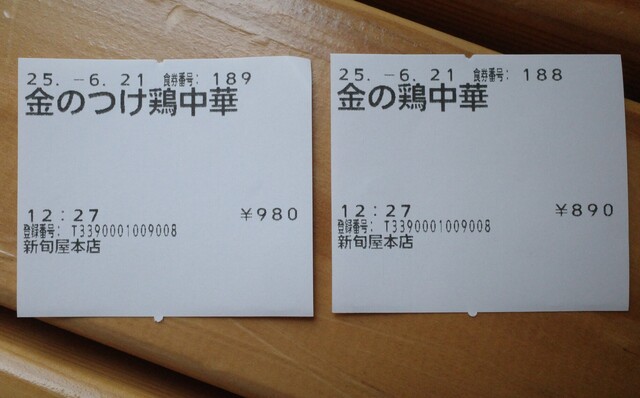 25.-6.21 食券番号: 189
金のつけ鶏中華
12:27 ¥980
登録番号: T3390001009008
新旬屋本店
25.-6.21 食券番号: 188
金の鶏中華
12:27 ¥890
登録番号: T3390001009008
新旬屋本店